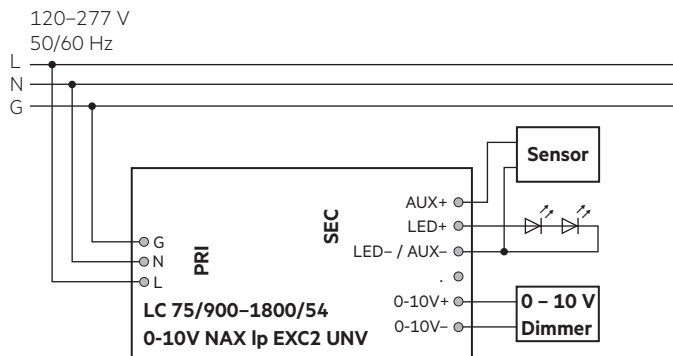 120–277 V
50/60 Hz
L
N
G
Sensor
AUX+
LED+
LED– / AUX–
.
0-10V+
0-10V–
SEC
PRI
G
N
L
0 – 10 V
Dimmer
LC 75/900–1800/54
0-10V NAX lp EXC2 UNV